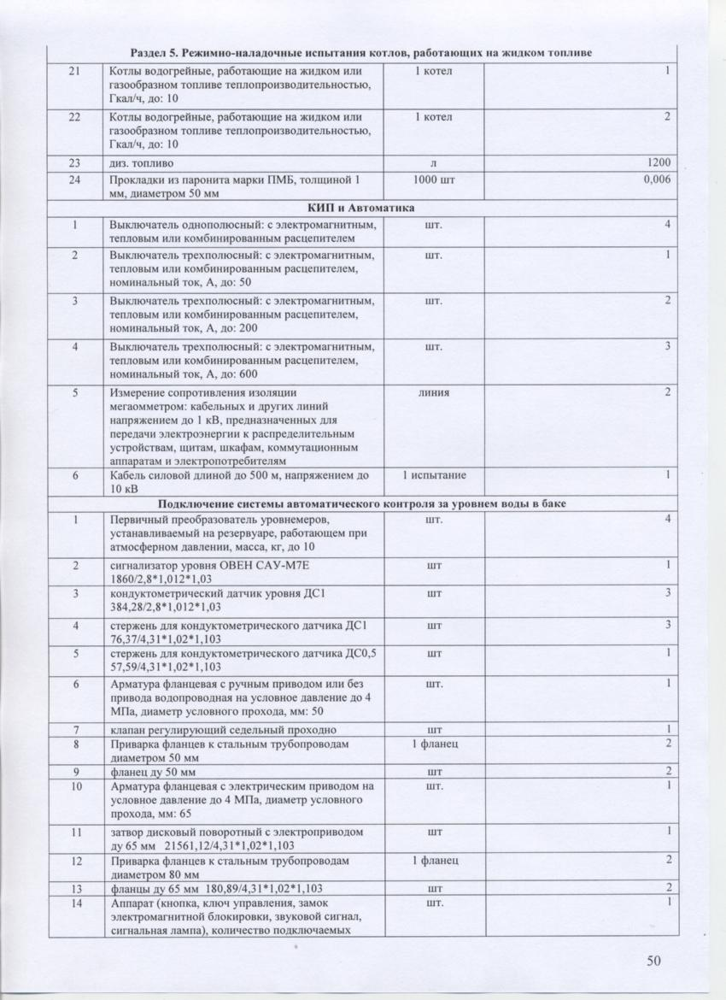 Раздел 5. Режимно-наладочные испытания котлов, работающих на жидком топливе
21 Котлы водогрейные, работающие на жидком или 1 котел 1
газообразном топливе теплопроизводительностью,
Гкал/ч, до: 10
22 Котлы водогрейные, работающие на жидком или 1 котел 2
газообразном топливе теплопроизводительностью,
Гкал/ч, до: 10
23 диз. топливо л 1200
24 Прокладки из паронита марки ПМБ, толщиной 1 1000 шт 0,006
мм, диаметром 50 мм
КИП и Автоматика
1 Выключатель однополюсный: с электромагнитным, шт. 4
тепловым или комбинированным расцепителем
2 Выключатель трехполюсный: с электромагнитным, шт. 1
тепловым или комбинированным расцепителем,
номинальный ток, А, до: 50
3 Выключатель трехполюсный: с электромагнитным, шт. 2
тепловым или комбинированным расцепителем,
номинальный ток, А, до: 200
4 Выключатель трехполюсный: с электромагнитным, шт. 3
тепловым или комбинированным расцепителем,
номинальный ток, А, до: 600
5 Измерение сопротивления изоляции линия 2
мегаомметром: кабельных и других линий
напряжением до 1 кВ, предназначенных для
передачи электроэнергии к распределительным
устройствам, щитам, шкафам, коммутационным
аппаратам и электропотребителям
6 Кабель силовой длиной до 500 м, напряжением до 1 испытание 1
10 кВ
Подключение системы автоматического контроля за уровнем воды в баке
1 Первичный преобразователь уровнемеров, шт. 4
устанавливаемый на резервуаре, работающем при
атмосферном давлении, масса, кг, до 10
2 сигнализатор уровня ОВЕН САУ-М7Е шт 1
1860/2,8*1,012*1,03
3 кондуктометрический датчик уровня ДС1 шт 3
384,28/2,8*1,012*1,03
4 стержень для кондуктометрического датчика ДС1 шт 3
76,37/4,31*1,02*1,103
5 стержень для кондуктометрического датчика ДС0,5 шт 1
57,59/4,31*1,02*1,103
6 Арматура фланцевая с ручным приводом или без шт. 1
привода водопроводная на условное давление до 4
МПа, диаметр условного прохода, мм: 50
7 клапан регулирующий седельный проходно шт 1
8 Приварка фланцев к стальным трубопроводам 1 фланец 2
диаметром 50 мм
9 фланец ду 50 мм шт 2
10 Арматура фланцевая с электрическим приводом на шт. 1
условное давление до 4 МПа, диаметр условного
прохода, мм: 65
11 затвор дисковый поворотный с электроприводом шт 1
ду 65 мм 21561,12/4,31*1,02*1,103
12 Приварка фланцев к стальным трубопроводам 1 фланец 2
диаметром 80 мм
13 фланцы ду 65 мм 180,89/4,31*1,02*1,103 шт 2
14 Аппарат (кнопка, ключ управления, замок шт. 1
электромагнитной блокировки, звуковой сигнал,
сигнальная лампа), количество подключаемых
50